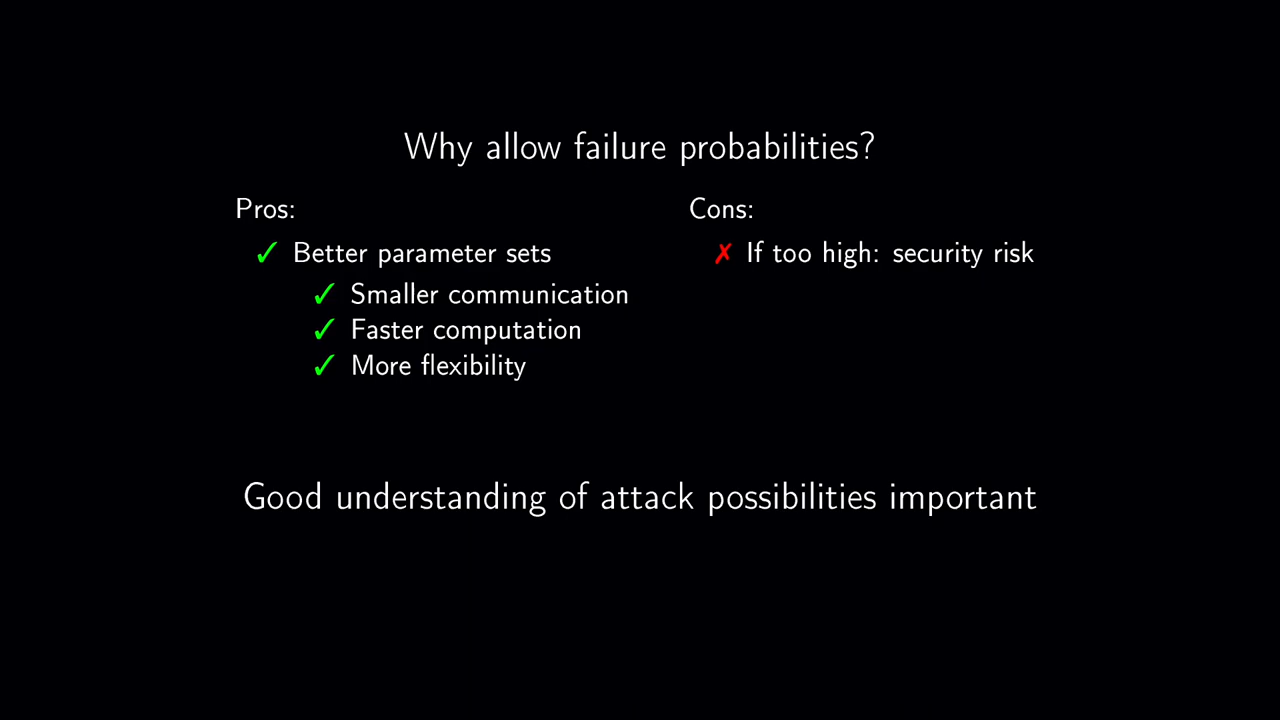 Why allow failure probabilities?
Pros:
✓ Better parameter sets
✓ Smaller communication
✓ Faster computation
✓ More flexibility
Cons:
✗ If too high: security risk
Good understanding of attack possibilities important